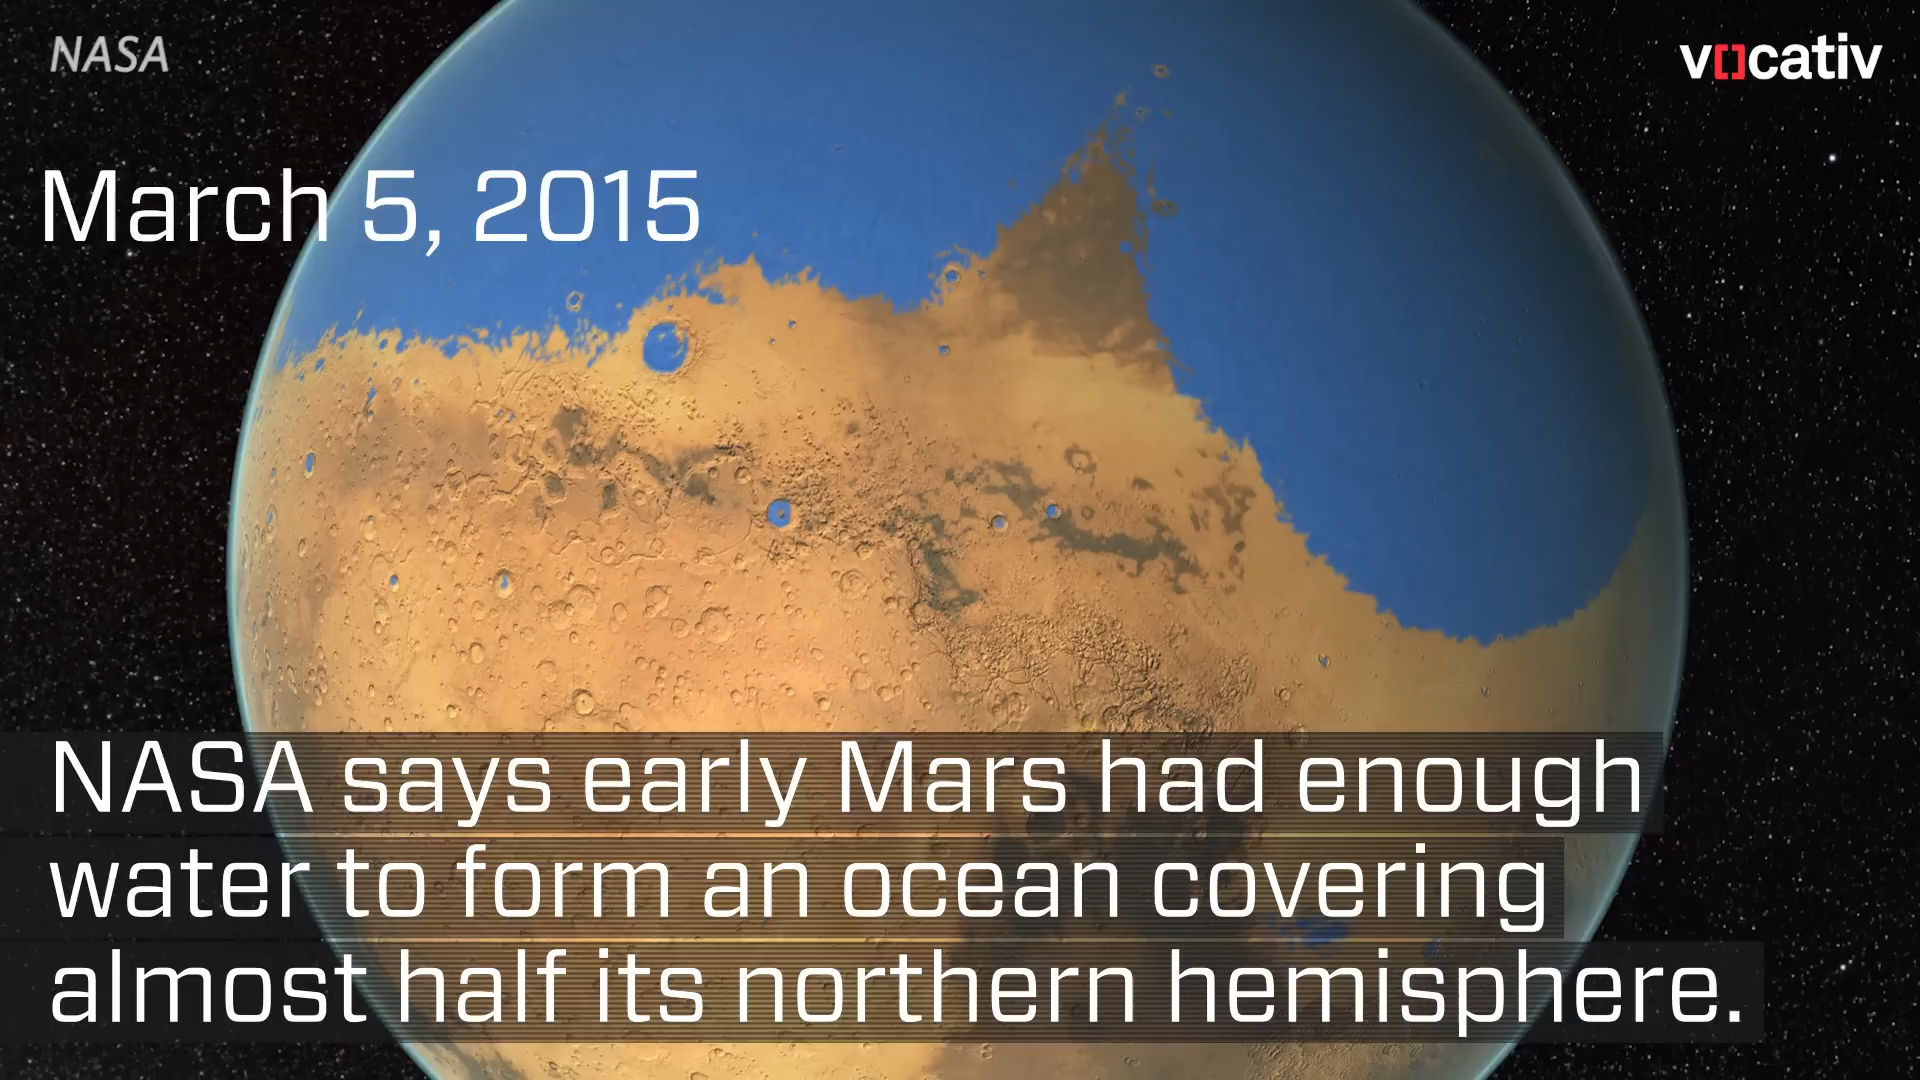 NASA
vocativ
March 5, 2015
NASA says early Mars had enough
water to form an ocean covering
almost half its northern hemisphere.